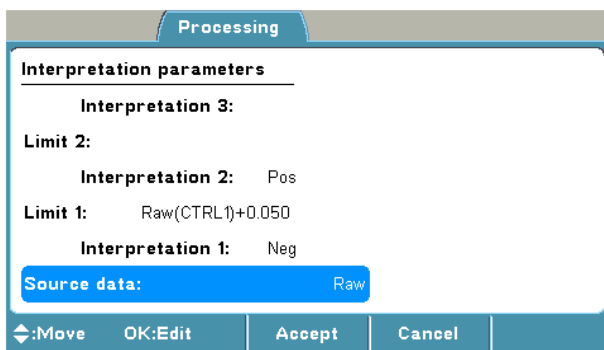 Processing
Interpretation parameters
Interpretation 3:
Limit 2:
Interpretation 2: Pos
Limit 1: Raw(CTRL1)+0.050
Interpretation 1: Neg
Source data: Raw
:Move OK:Edit Accept Cancel